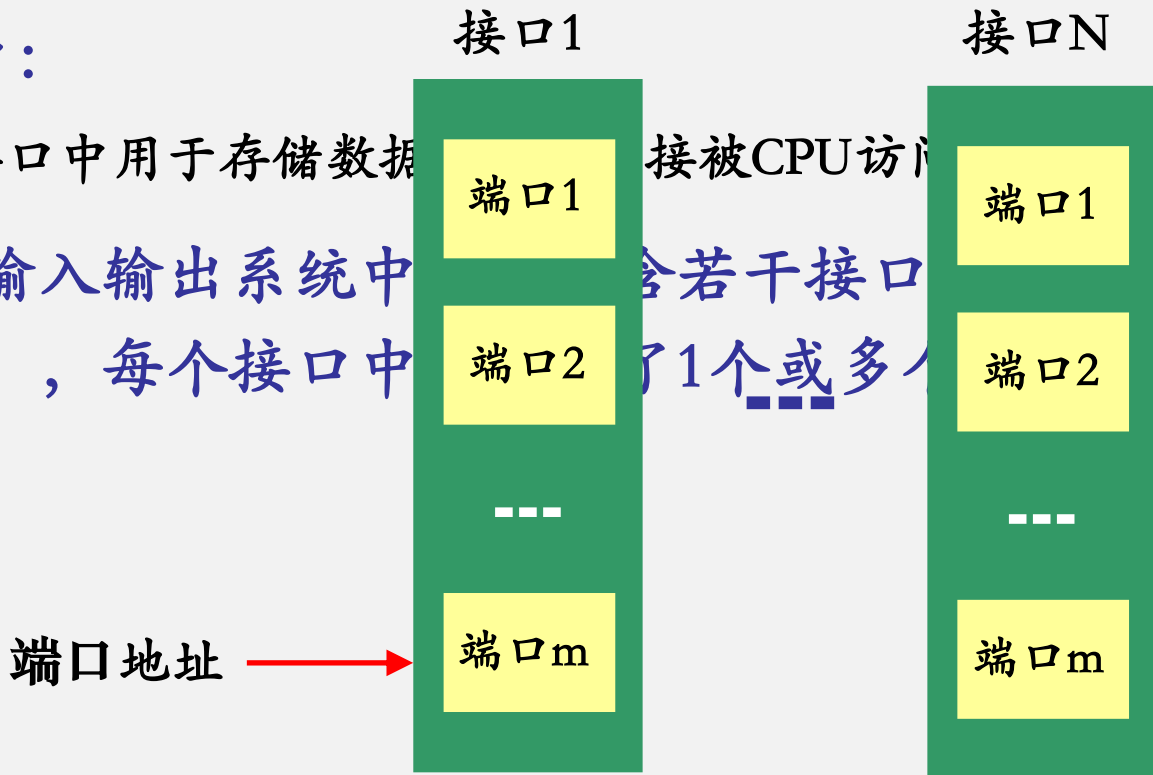 接口1
接口N
：
口中用于存储数据 接被CPU访
端口1
端口1
输入输出系统中 含若干接口
，每个接口中 了1个或多
端口2
端口2
---
---
---
端口地址
端口m
端口m